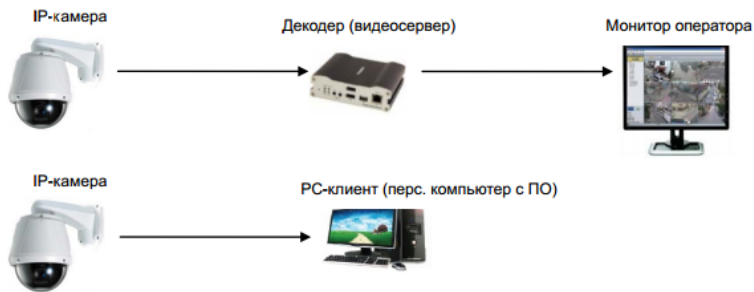 IP-камера
Декодер (видеосервер)
Монитор оператора
IP-камера
PC-клиент (перс. компьютер с ПО)